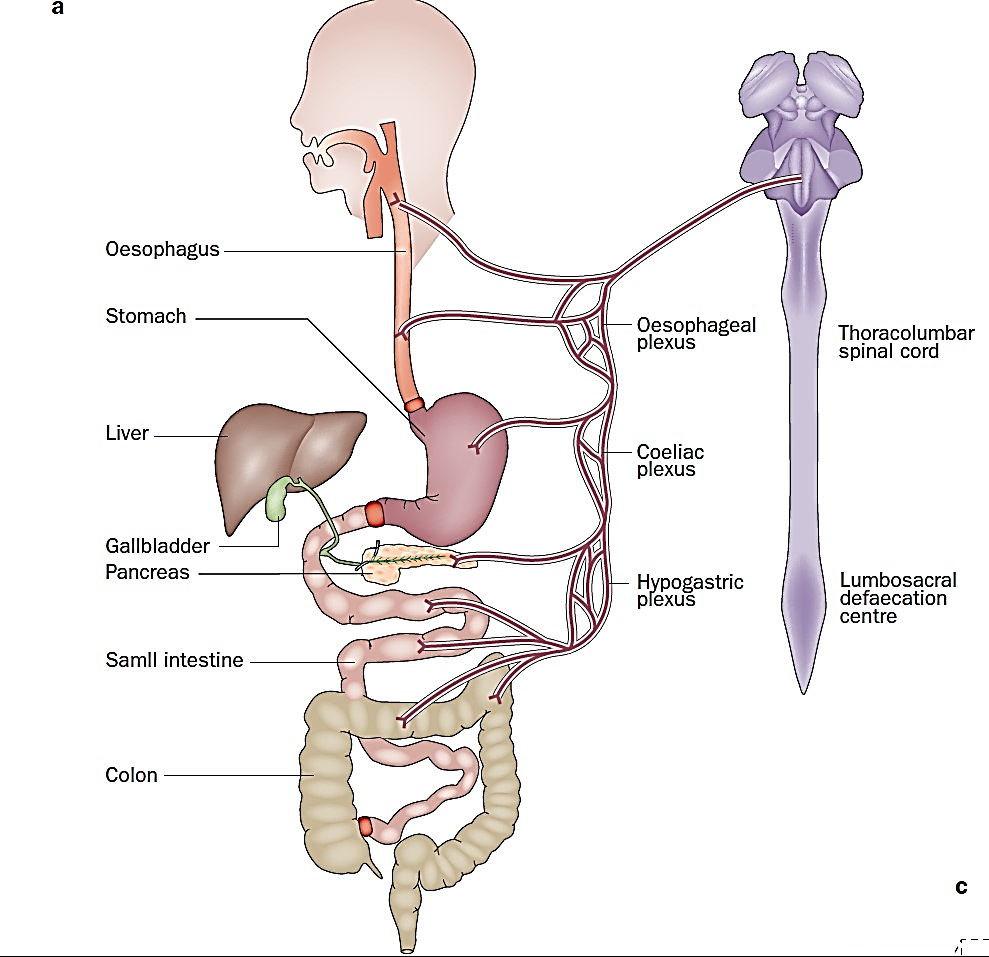 a
Oesophagus
Stomach
Liver
Gallbladder
Pancreas
Samll intestine
Colon
Oesophageal
plexus
Coeliac
plexus
Hypogastric
plexus
Thoracolumbar
spinal cord
Lumbosacral
defaecation
centre
c